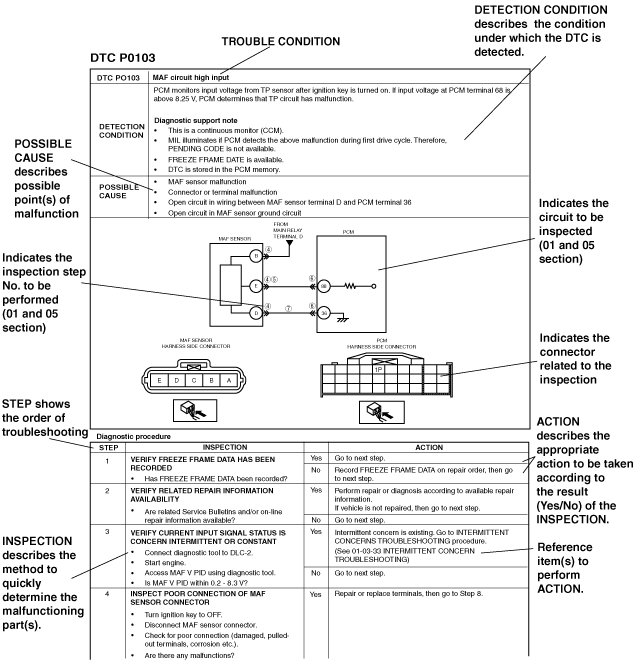 DETECTION CONDITION
describes the condition
under which the DTC is
detected.
TROUBLE CONDITION
DTC P0103
DTC PO103
MAF circuit high input
DETECTION
CONDITION
PCM monitors input voltage from TP sensor after ignition key is turned on. If input voltage at PCM terminal 68 is
above 8.25 V, PCM determines that TP circuit has malfunction.
Diagnostic support note
• This is a continuous monitor (CCM).
• MIL illuminates if PCM detects the above malfunction during first drive cycle. Therefore,
PENDING CODE is not available.
• FREEZE FRAME DATE is available.
• DTC is stored in the PCM memory.
POSSIBLE
CAUSE
• MAF sensor malfunction
• Connector or terminal malfunction
• Open circuit in wiring between MAF sensor terminal D and PCM terminal 36
• Open circuit in MAF sensor ground circuit
POSSIBLE
CAUSE
describes
possible
point(s) of
malfunction
Indicates the
inspection step
No. to be
performed
(01 and 05
section)
Indicates the
circuit to be
inspected
(01 and 05
section)
FROM
MAIN RELAY
TERMINAL D
MAF SENSOR
PCM
B
④
E
④ ⑤
⑥
88
D
④
⑦
⑥
36
MAF SENSOR
HARNESS SIDE CONNECTOR
E D C B A
PCM
HARNESS SIDE CONNECTOR
1P
Indicates the
connector
related to the
inspection
STEP shows
the order of
troubleshooting
Diagnostic procedure
STEP
INSPECTION
ACTION
1
VERIFY FREEZE FRAME DATA HAS BEEN
RECORDED
• Has FREEZE FRAME DATA been recorded?
Yes
Go to next step.
No
Record FREEZE FRAME DATA on repair order, then go
to next step.
2
VERIFY RELATED REPAIR INFORMATION
AVAILABILITY
• Are related Service Bulletins and/or on-line
repair information available?
Yes
Perform repair or diagnosis according to available repair
information.
If vehicle is not repaired, then go to next step.
No
Go to next step.
3
VERIFY CURRENT INPUT SIGNAL STATUS IS
CONCERN INTERMITTENT OR CONSTANT
• Connect diagnostic tool to DLC-2.
• Start engine.
• Access MAF V PID using diagnostic tool.
• Is MAF V PID within 0.2 - 8.3 V?
Yes
Intermittent concern is existing. Go to INTERMITTENT
CONCERNS TROUBLESHOOTING procedure.
(See 01-03-33 INTERMITTENT CONCERN
TROUBLESHOOTING)
No
Go to next step.
4
INSPECT POOR CONNECTION OF MAF
SENSOR CONNECTOR
• Turn ignition key to OFF.
• Disconnect MAF sensor connector.
• Check for poor connection (damaged, pulled-
out terminals, corrosion etc.).
• Are there any malfunctions?
Yes
Repair or replace terminals, then go to Step 8.
INSPECTION
describes the
method to
quickly
determine the
malfunctioning
part(s).
ACTION
describes the
appropriate
action to be taken
according to
the result
(Yes/No) of the
INSPECTION.
Reference
item(s) to
perform
ACTION.